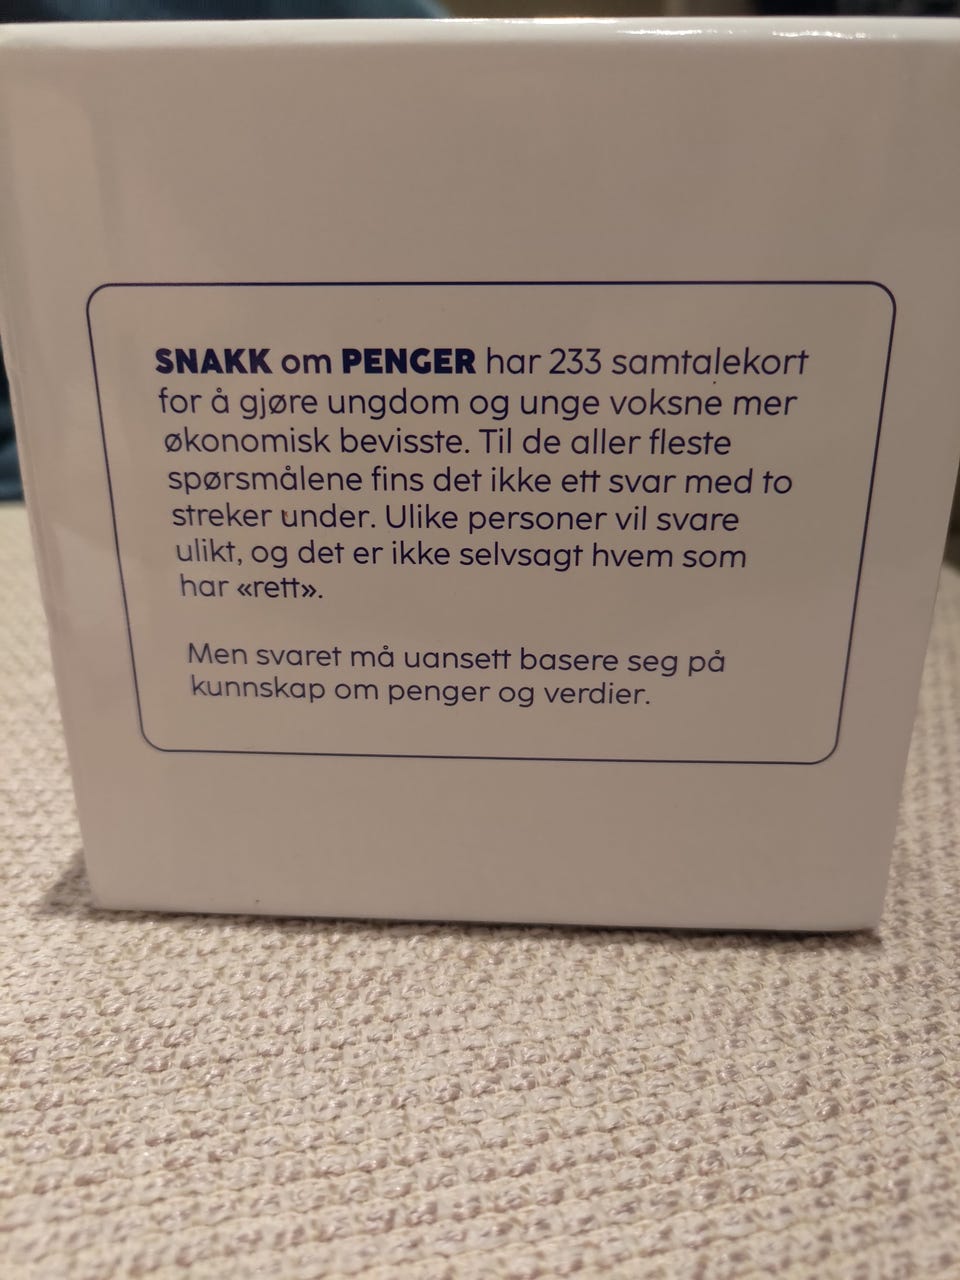 SNAKK om PENGER har 233 samtalekort
for å gjøre ungdom og unge voksne mer
økonomisk bevisste. Til de aller fleste
spørsmålene fins det ikke ett svar med to
streker under. Ulike personer vil svare
ulikt, og det er ikke selvsagt hvem som
har «rett».
Men svaret må uansett basere seg på
kunnskap om penger og verdier.